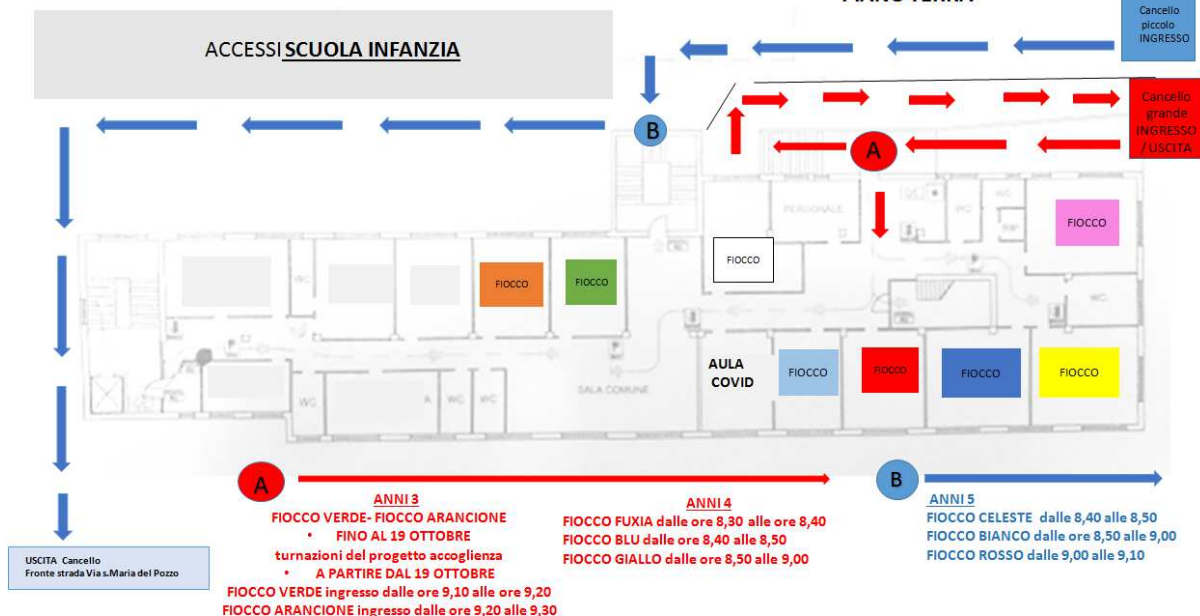 PIANO TERRA
ACCESSI SCUOLA INFANZIA
Cancello
piccolo
INGRESSO
Cancello
grande
INGRESSO
/ USCITA
B
A
PERSONALE
WC
WC
FIOCCO
FIOCCO
WC
FIOCCO
FIOCCO
WC
AULA
COVID
FIOCCO
FIOCCO
FIOCCO
FIOCCO
SALA COMUNE
WC
WC
WC
A
ANNI 3
FIOCCO VERDE- FIOCCO ARANCIONE
• FINO AL 19 OTTOBRE
turnazioni del progetto accoglienza
• A PARTIRE DAL 19 OTTOBRE
FIOCCO VERDE ingresso dalle ore 9,10 alle ore 9,20
FIOCCO ARANCIONE ingresso dalle ore 9,20 alle 9,30
ANNI 4
FIOCCO FUXIA dalle ore 8,30 alle ore 8,40
FIOCCO BLU dalle ore 8,40 alle 8,50
FIOCCO GIALLO dalle ore 8,50 alle 9,00
B
ANNI 5
FIOCCO CELESTE dalle 8,40 alle 8,50
FIOCCO BIANCO dalle ore 8,50 alle 9,00
FIOCCO ROSSO dalle 9,00 alle 9,10
USCITA Cancello
Fronte strada Via s.Maria del Pozzo